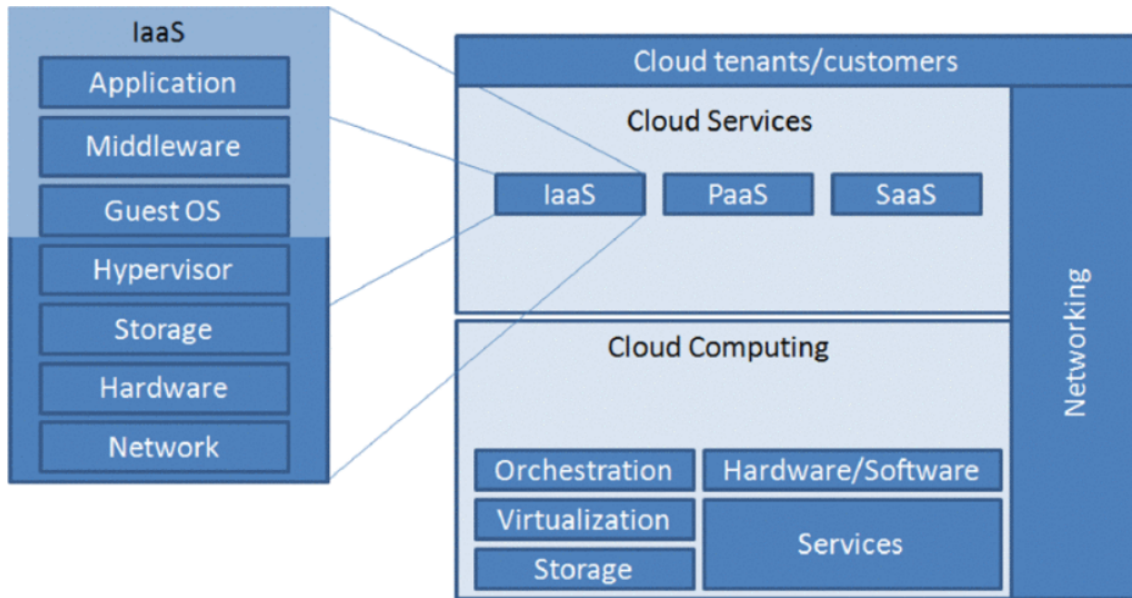 IaaS
Application
Middleware
Guest OS
Hypervisor
Storage
Hardware
Network
Cloud tenants/customers
Cloud Services
IaaS
PaaS
SaaS
Networking
Cloud Computing
Orchestration
Hardware/Software
Virtualization
Services
Storage